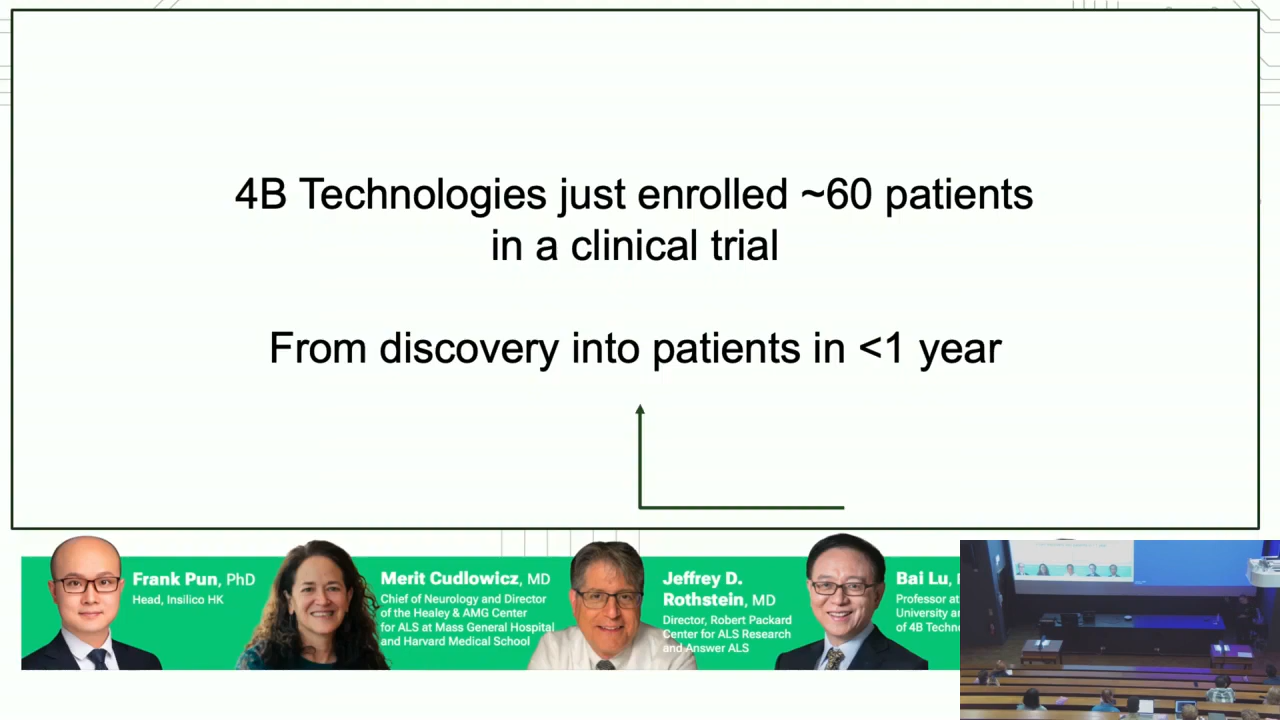 4B Technologies just enrolled ~60 patients
in a clinical trial
From discovery into patients in <1 year
Frank Pun, PhD
Head, Insilico HK
Merit Cudlowicz, MD
Chief of Neurology and Director
of the Healey & AMG Center
for ALS at Mass General Hospital
and Harvard Medical School
Jeffrey D.
Rothstein, MD
Director, Robert Packard
Center for ALS Research
and Answer ALS
Bai Lu,
Professor at
University
of 4B